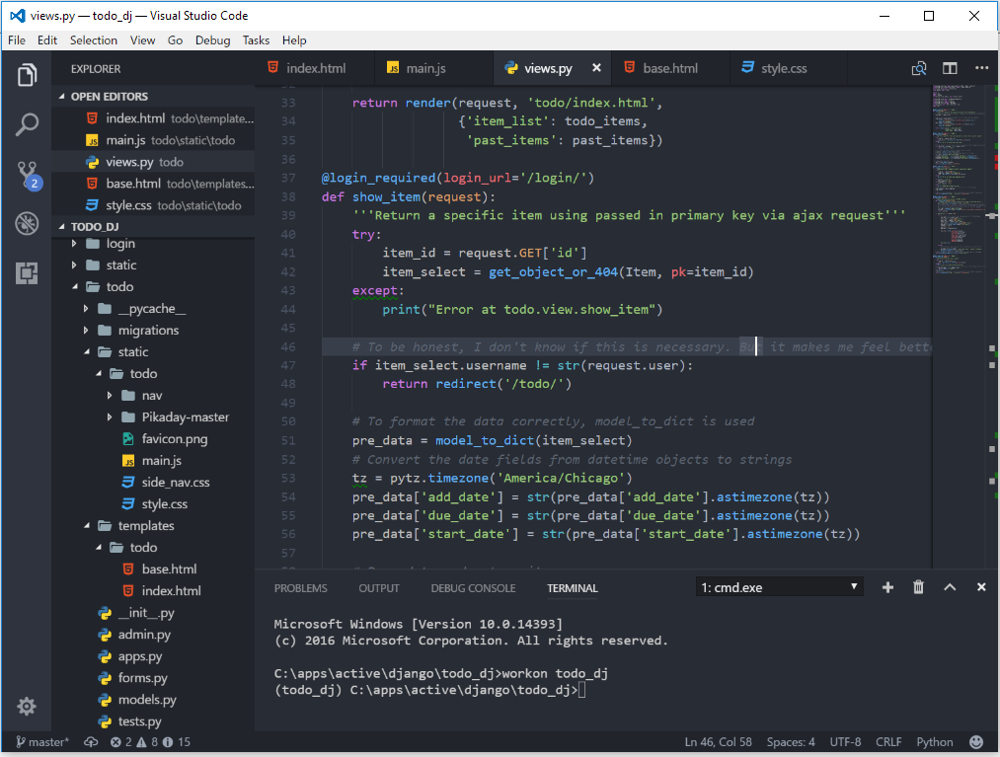 views.py — todo_dj — Visual Studio Code
File Edit Selection View Go Debug Tasks Help
EXPLORER
OPEN EDITORS
index.html todo\template...
main.js todo\static\todo
views.py todo
base.html todo\templates...
style.css todo\static\todo
TODO_DJ
login
static
todo
__pycache__
migrations
static
todo
nav
Pikaday-master
favicon.png
main.js
side_nav.css
style.css
templates
todo
base.html
index.html
__init__.py
admin.py
apps.py
forms.py
models.py
tests.py
2
index.html main.js views.py base.html style.css
33 return render(request, 'todo/index.html',
34 {'item_list': todo_items,
35 'past_items': past_items})
36
37 @login_required(login_url='/login/')
38 def show_item(request):
39 '''Return a specific item using passed in primary key via ajax request'''
40 try:
41 item_id = request.GET['id']
42 item_select = get_object_or_404(Item, pk=item_id)
43 except:
44 print("Error at todo.view.show_item")
45
46 # To be honest, I don't know if this is necessary. But it makes me feel bette
47 if item_select.username != str(request.user):
48 return redirect('/todo/')
49
50 # To format the data correctly, model_to_dict is used
51 pre_data = model_to_dict(item_select)
52 # Convert the date fields from datetime objects to strings
53 tz = pytz.timezone('America/Chicago')
54 pre_data['add_date'] = str(pre_data['add_date'].astimezone(tz))
55 pre_data['due_date'] = str(pre_data['due_date'].astimezone(tz))
56 pre_data['start_date'] = str(pre_data['start_date'].astimezone(tz))
57
PROBLEMS OUTPUT DEBUG CONSOLE TERMINAL 1: cmd.exe
Microsoft Windows [Version 10.0.14393]
(c) 2016 Microsoft Corporation. All rights reserved.
C:\apps\active\django\todo_dj>workon todo_dj
(todo_dj) C:\apps\active\django\todo_dj>
master* 2 8 15 Ln 46, Col 58 Spaces: 4 UTF-8 CRLF Python